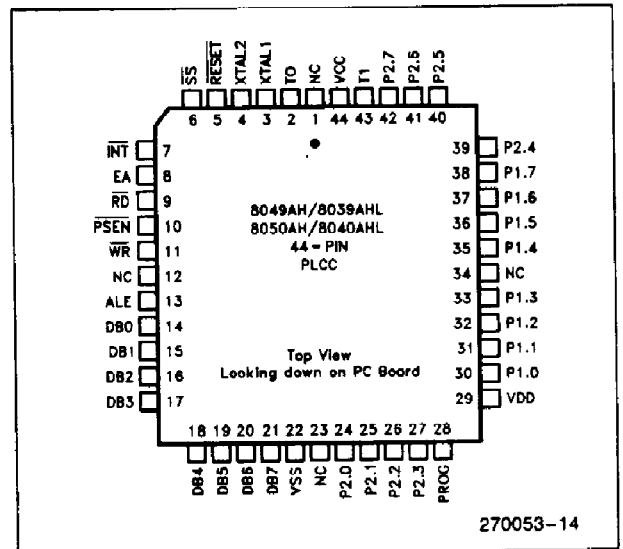 S̅S̅
R̅E̅S̅E̅T̅
XTAL2
XTAL1
T0
NC
VCC
T1
P2.7
P2.6
P2.5
6 5 4 3 2 1 44 43 42 41 40
I̅N̅T̅ 7
EA 8
R̅D̅ 9
P̅S̅E̅N̅ 10
W̅R̅ 11
NC 12
ALE 13
DB0 14
DB1 15
DB2 16
DB3 17
8049AH/8039AHL
8050AH/8040AHL
44-PIN
PLCC
Top View
Looking down on PC Board
39 P2.4
38 P1.7
37 P1.6
36 P1.5
35 P1.4
34 NC
33 P1.3
32 P1.2
31 P1.1
30 P1.0
29 VDD
18 19 20 21 22 23 24 25 26 27 28
DB4
DB5
DB6
DB7
VSS
NC
P2.0
P2.1
P2.2
P2.3
PROG
270053-14